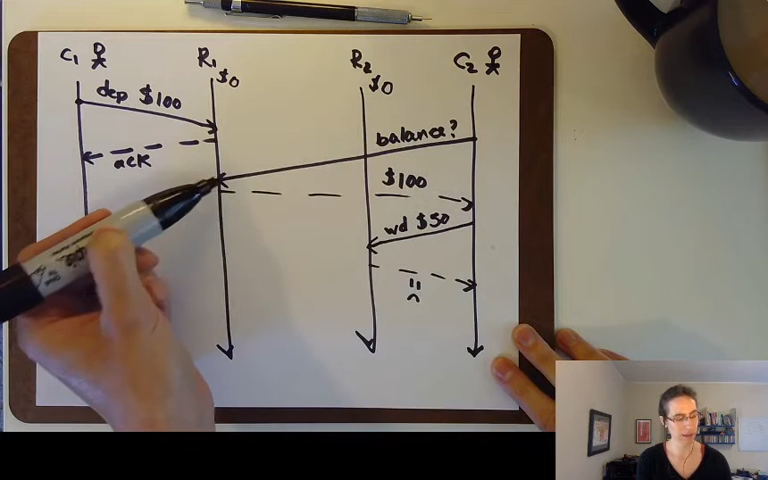 C1 R1 R2 C2
$0 $0
dep $100
balance?
ack
$100
wd $50